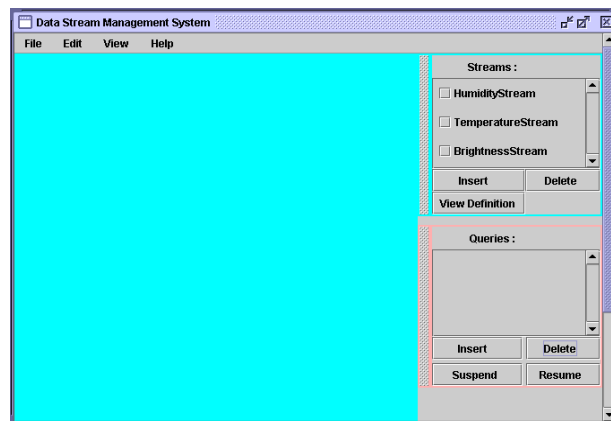 Data Stream Management System
File Edit View Help
Streams :
HumidityStream
TemperatureStream
BrightnessStream
Insert Delete
View Definition
Queries :
Insert Delete
Suspend Resume